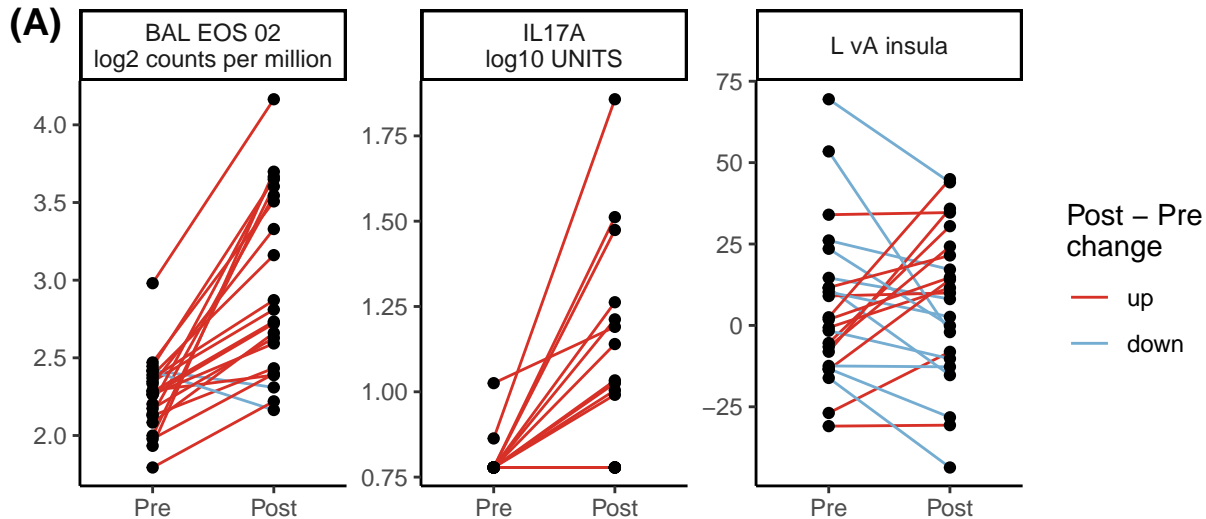 (A)
BAL EOS 02
log2 counts per million
4.0
3.5
3.0
2.5
2.0
Pre
Post
IL17A
log10 UNITS
1.75
1.50
1.25
1.00
0.75
Pre
Post
L vA insula
75
50
25
0
−25
Pre
Post
Post − Pre
change
up
down